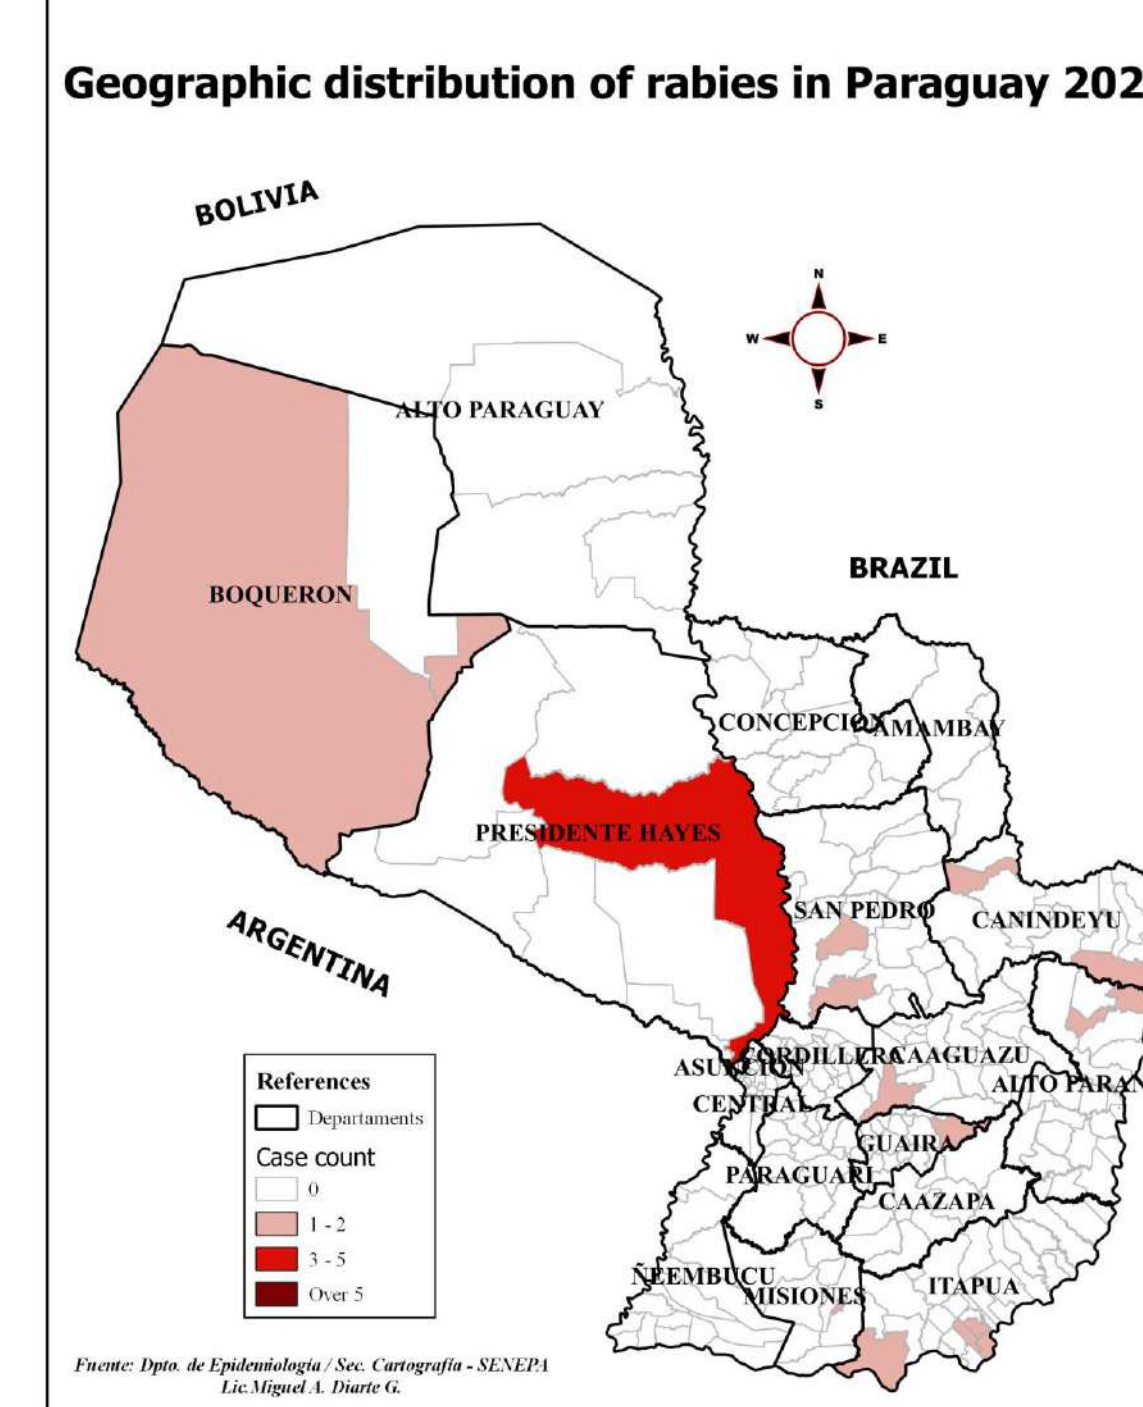 Geographic distribution of rabies in Paraguay 202
BOLIVIA
N
W
E
S
ALTO PARAGUAY
BRAZIL
BOQUERON
CONCEPCION
AMAMBAY
PRESIDENTE HAYES
SAN PEDRO
CANINDEYU
ARGENTINA
CORDILLERA
CAAGUAZU
ASUNCION
ALTO PARAN
CENTRAL
GUAIRA
PARAGUARI
CAAZAPA
ÑEEMBUCU
MISIONES
ITAPUA
References
Departaments
Case count
0
1 - 2
3 - 5
Over 5
Fuente: Dpto. de Epidemiología / Sec. Cartografía - SENEPA
Lic.Miguel A. Diarte G.